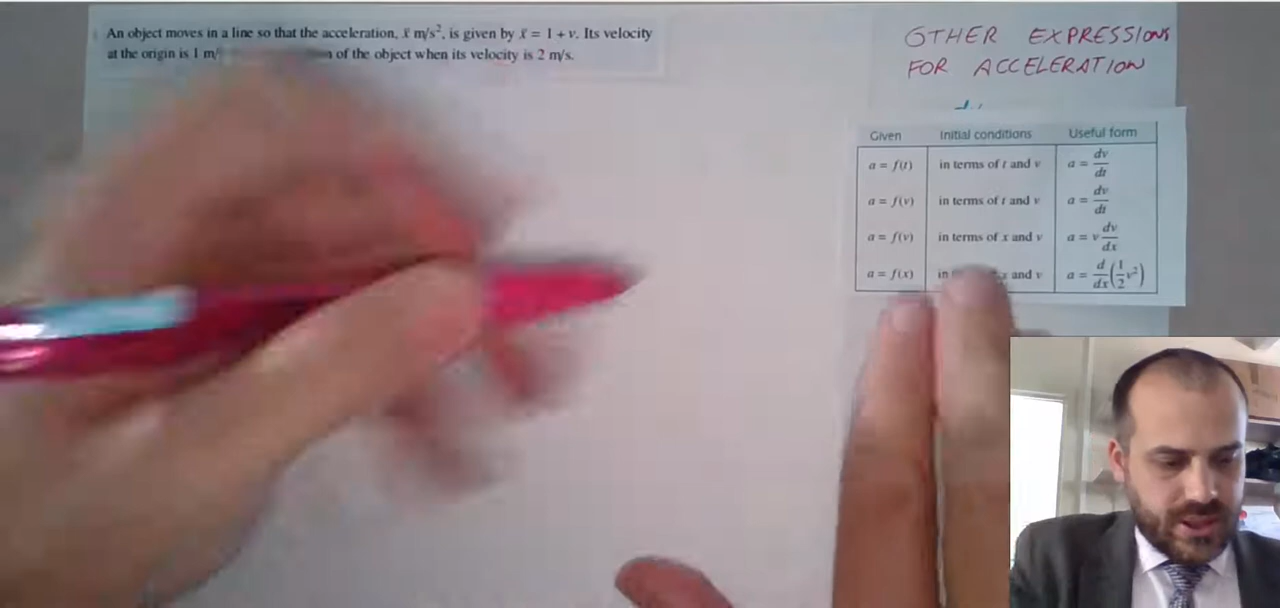 An object moves in a line so that the acceleration, ẍ m/s², is given by ẍ = 1 + v. Its velocity
at the origin is 1 m/ of the object when its velocity is 2 m/s.
OTHER EXPRESSIONS
FOR ACCELERATION
Given Initial conditions Useful form
a = f(t) in terms of t and v a = dv/dt
a = f(v) in terms of t and v a = dv/dt
a = f(v) in terms of x and v a = v dv/dx
a = f(x) in and v a = d/dx(1/2 v²)